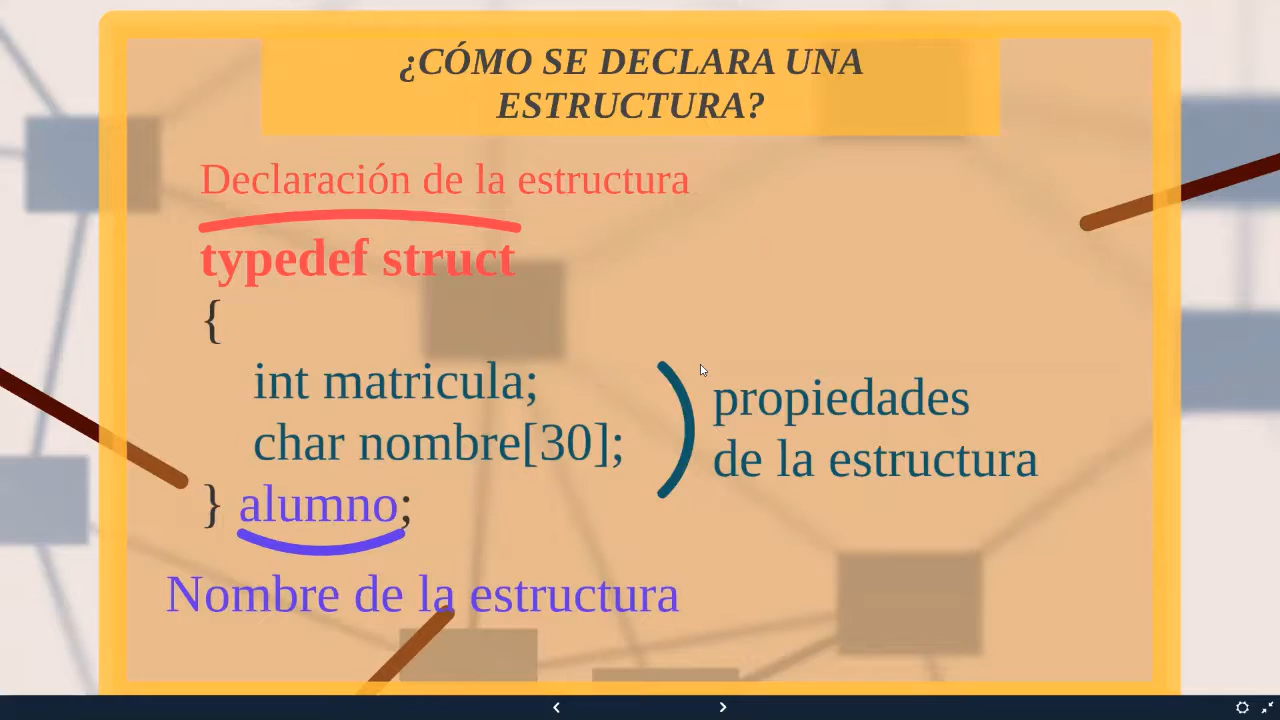 ¿CÓMO SE DECLARA UNA
ESTRUCTURA?
Declaración de la estructura
typedef struct
{
int matricula;
char nombre[30];
propiedades
de la estructura
} alumno;
Nombre de la estructura